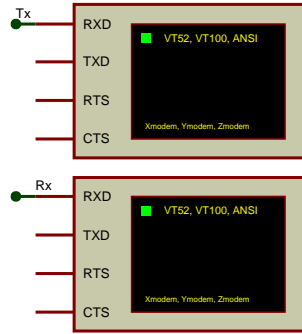 Tx
RXD
VT52, VT100, ANSI
TXD
RTS
Xmodem, Ymodem, Zmodem
CTS
Rx
RXD
VT52, VT100, ANSI
TXD
RTS
Xmodem, Ymodem, Zmodem
CTS